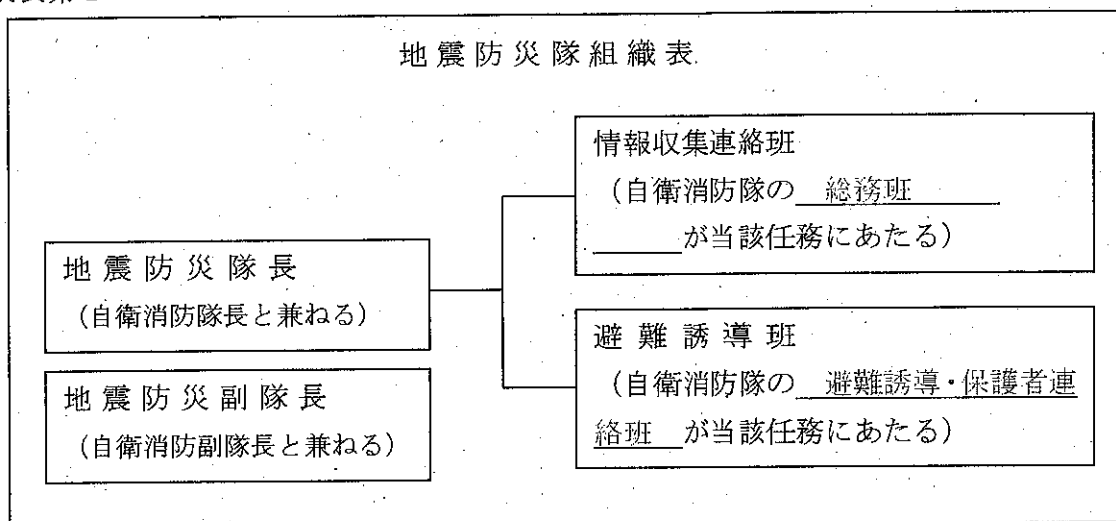 地震防災隊組織表
情報収集連絡班
(自衛消防隊の 総務班
が当該任務にあたる)
地震防災隊長
(自衛消防隊長と兼ねる)
避難誘導班
(自衛消防隊の 避難誘導・保護者連
絡班 が当該任務にあたる)
地震防災副隊長
(自衛消防副隊長と兼ねる)